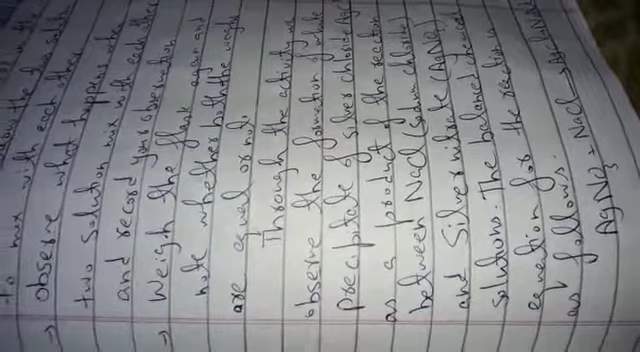 to mix with each other.
→ observe what happens when
two solution mix with each other
and record your observation
→ Weigh the flask again and
note whether both the weights
are equal or not.
Through the activity we
observe the formation of white
precipitate of silver chloride (AgCl)
as a product of the reaction
between NaCl (sodium chloride)
and Silver nitrate (AgNO3)
solutions. The balanced chemical
equation for the reaction is
as follows.
AgNO3 + NaCl → AgCl + NaNO3